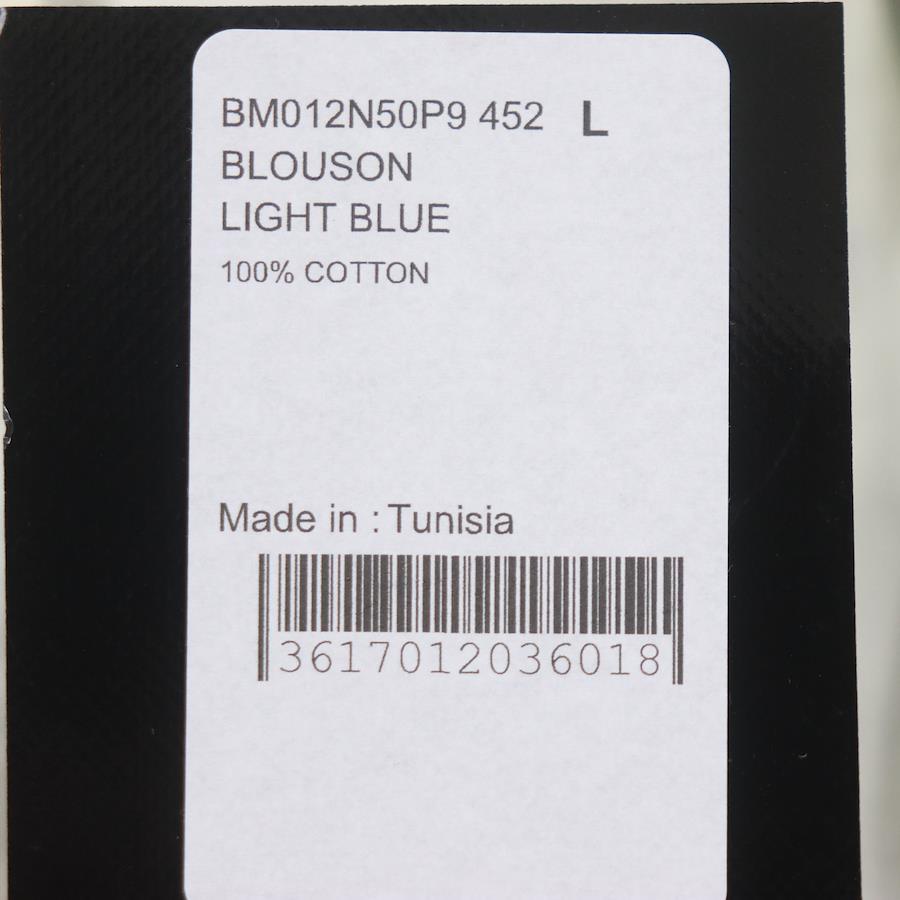 BM012N50P9 452 L
BLOUSON
LIGHT BLUE
100% COTTON
Made in : Tunisia
3617012036018